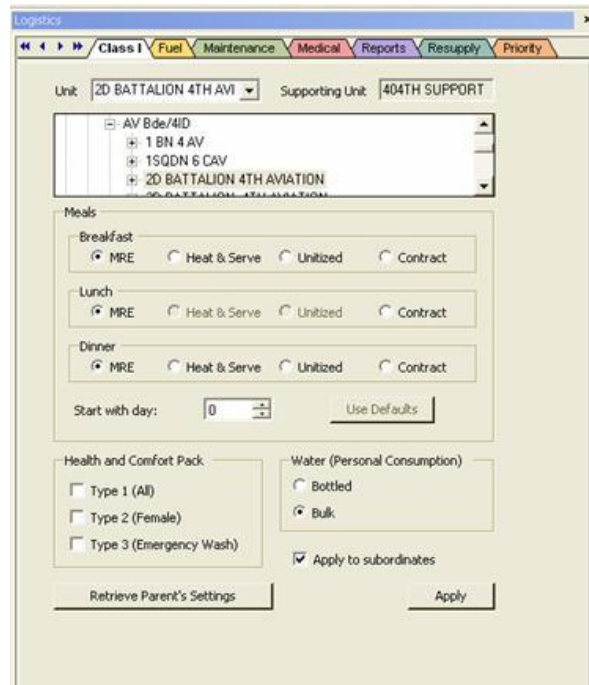 Logistics
Class I Fuel Maintenance Medical Reports Resupply Priority
Unit 2D BATTALION 4TH AVI Supporting Unit 404TH SUPPORT
AV Bde/4ID
1 BN 4 AV
1SQDN 6 CAV
2D BATTALION 4TH AVIATION
Meals
Breakfast
MRE Heat & Serve Unitized Contract
Lunch
MRE Heat & Serve Unitized Contract
Dinner
MRE Heat & Serve Unitized Contract
Start with day: 0 Use Defaults
Health and Comfort Pack Water (Personal Consumption)
Type 1 (All) Bottled
Type 2 (Female) Bulk
Type 3 (Emergency Wash)
Apply to subordinates
Retrieve Parent's Settings Apply